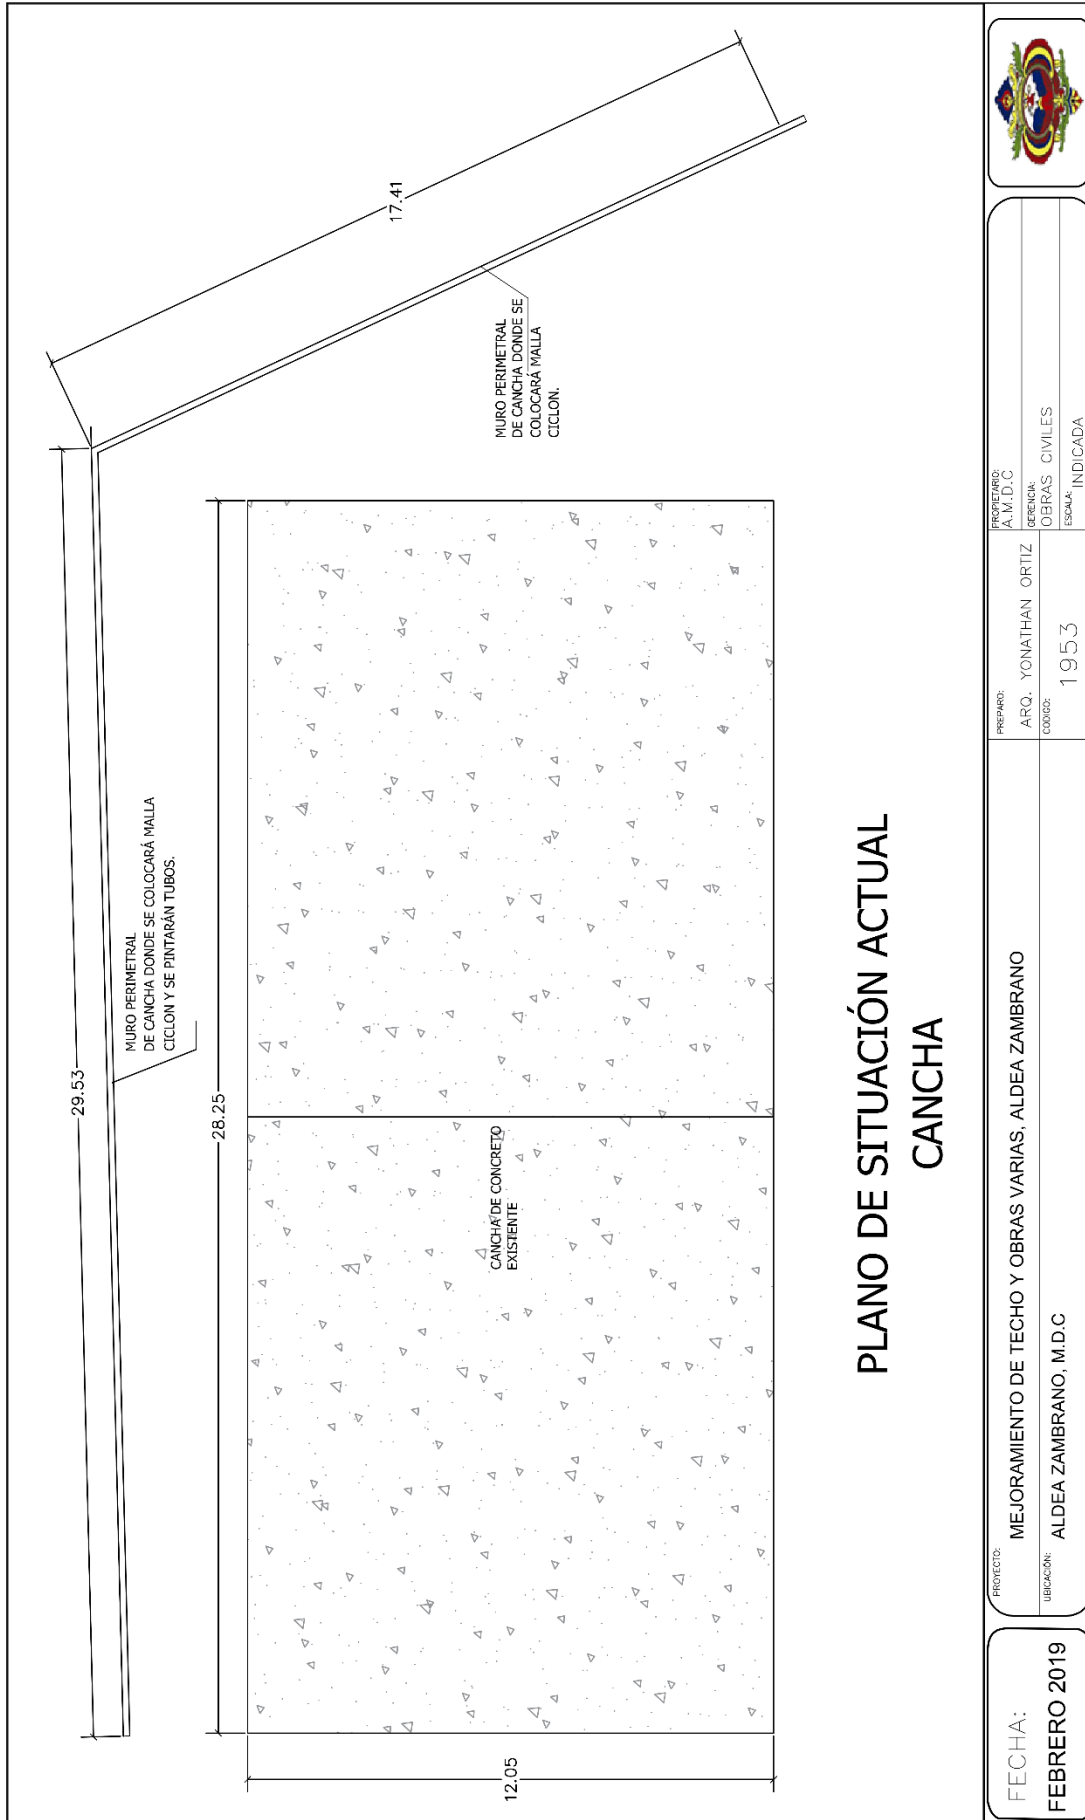 29.53
MURO PERIMETRAL
DE CANCHA DONDE SE COLOCARÁ MALLA
CICLON Y SE PINTARÁN TUBOS.
17.41
MURO PERIMETRAL
DE CANCHA DONDE SE
COLOCARÁ MALLA
CICLON.
28.25
12.05
CANCHA DE CONCRETO
EXISTENTE
PLANO DE SITUACIÓN ACTUAL
CANCHA
FECHA:
FEBRERO 2019
PROYECTO:
MEJORAMIENTO DE TECHO Y OBRAS VARIAS, ALDEA ZAMBRANO
UBICACIÓN:
ALDEA ZAMBRANO, M.D.C
PREPARO:
ARQ. YONATHAN ORTIZ
CODIGO:
1953
PROPIETARIO:
A.M.D.C
GERENCIA:
OBRAS CIVILES
ESCALA: INDICADA